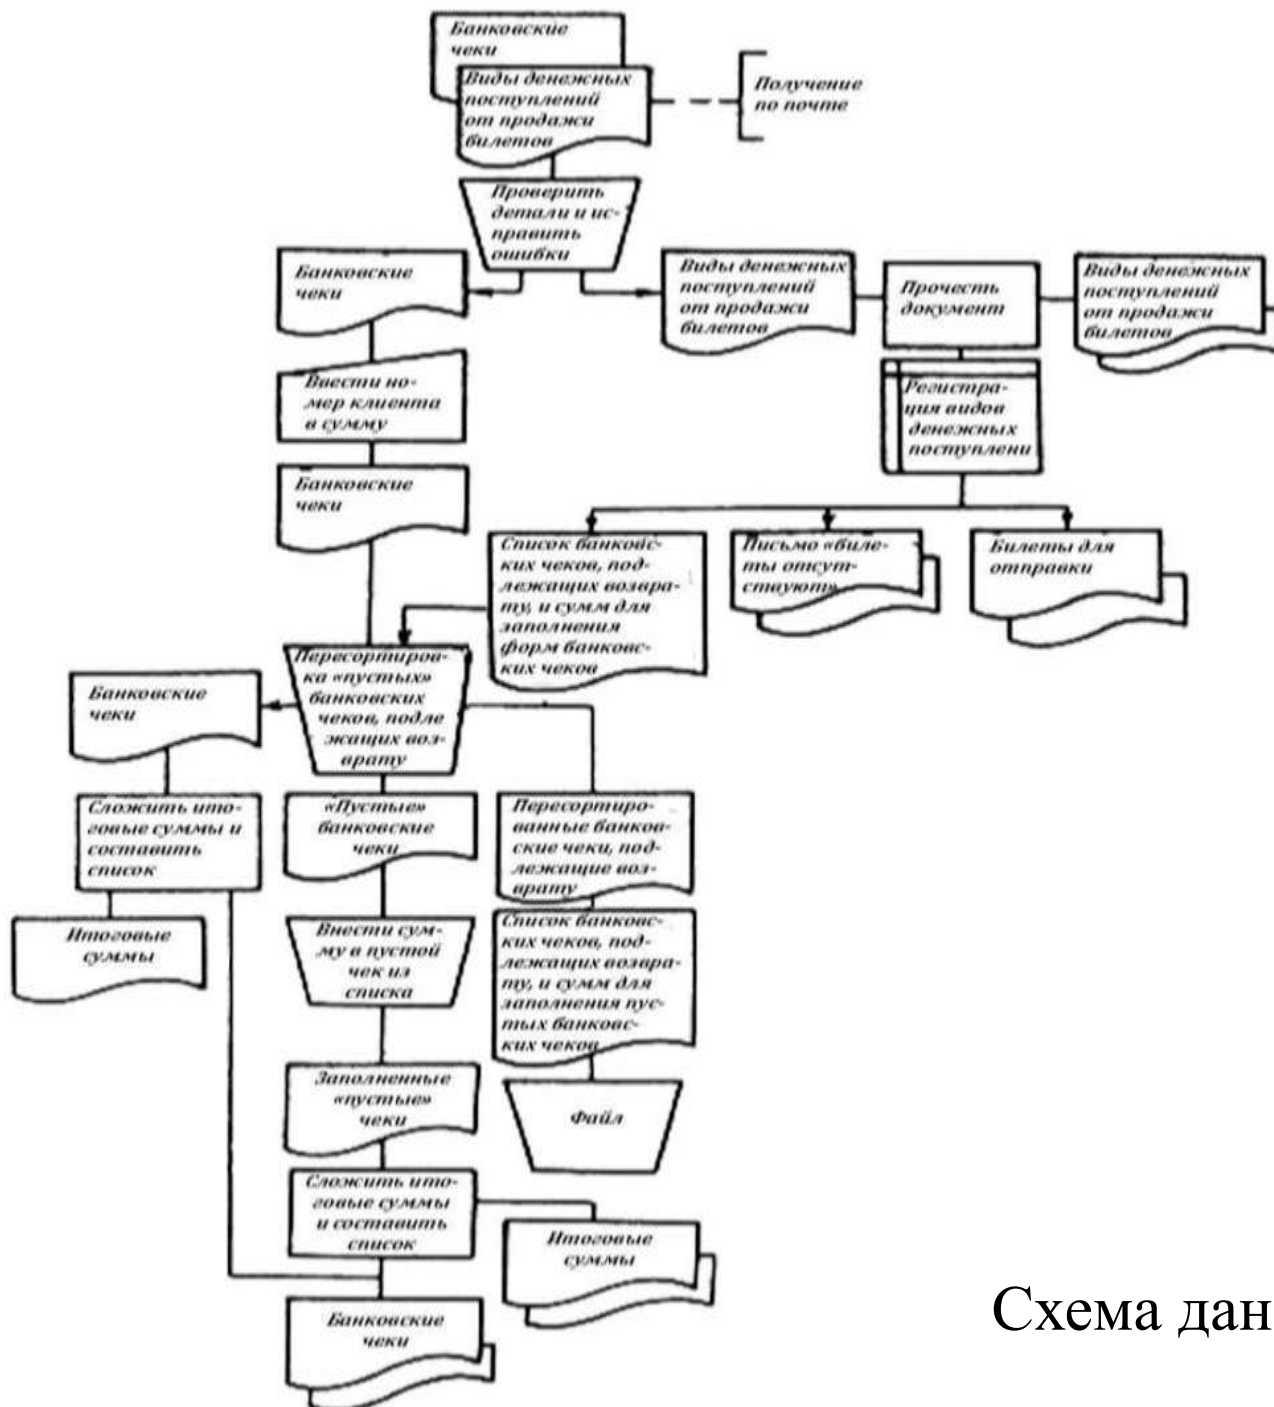 Банковские
чеки
Виды денежных
поступлений
от продажи
билетов
Получение
по почте
Проверить
детали и ис-
править
ошибки
Банковские
чеки
Виды денежных
поступлений
от продажи
билетов
Прочесть
документ
Виды денежных
поступлений
от продажи
билетов
Ввести но-
мер клиента
в сумму
Регистра-
ция видов
денежных
поступлени
Банковские
чеки
Список банковс-
ких чеков, под-
лежащих возвра-
ту, и сумм для
заполнения
форм банковс-
ких чеков
Письмо «биле-
ты отсут-
ствуют»
Билеты для
отправки
Пересортиров-
ка «пустых»
банковских
чеков, подле
жащих воз-
врату
Банковские
чеки
Сложить ито-
говые суммы и
составить
список
«Пустые»
банковские
чеки
Пересортиро-
ванные банков-
ские чеки, под-
лежащие воз-
врату
Итоговые
суммы
Внести сум-
му в пустой
чек из
списка
Список банковс-
ких чеков, под-
лежащих возвра-
ту, и сумм для
заполнения пус-
тых банковс-
ких чеков
Заполненные
«пустые»
чеки
Файл
Сложить ито-
говые суммы
и составить
список
Итоговые
суммы
Банковские
чеки
Схема дан